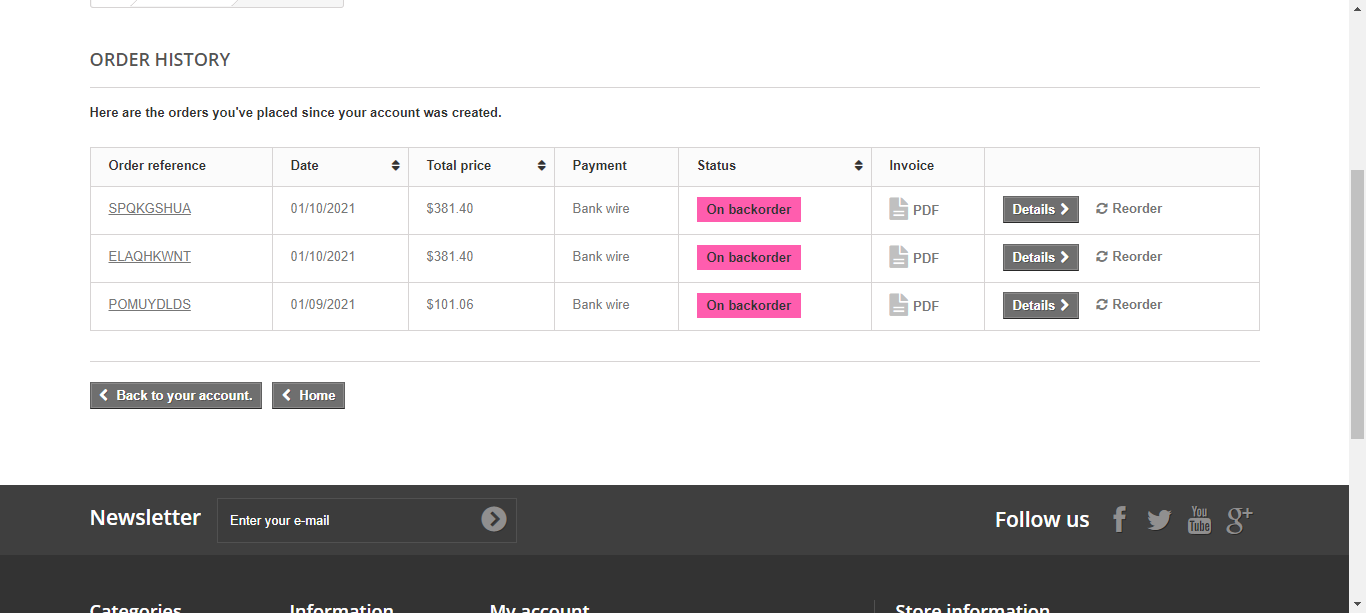 ORDER HISTORY
Here are the orders you've placed since your account was created.
Order reference Date Total price Payment Status Invoice
SPQKGSHUA 01/10/2021 $381.40 Bank wire On backorder PDF Details Reorder
ELAQHKWNT 01/10/2021 $381.40 Bank wire On backorder PDF Details Reorder
POMUYDLDS 01/09/2021 $101.06 Bank wire On backorder PDF Details Reorder
Back to your account. Home
Newsletter Enter your e-mail Follow us You Tube g+
Categories Information My account Store information